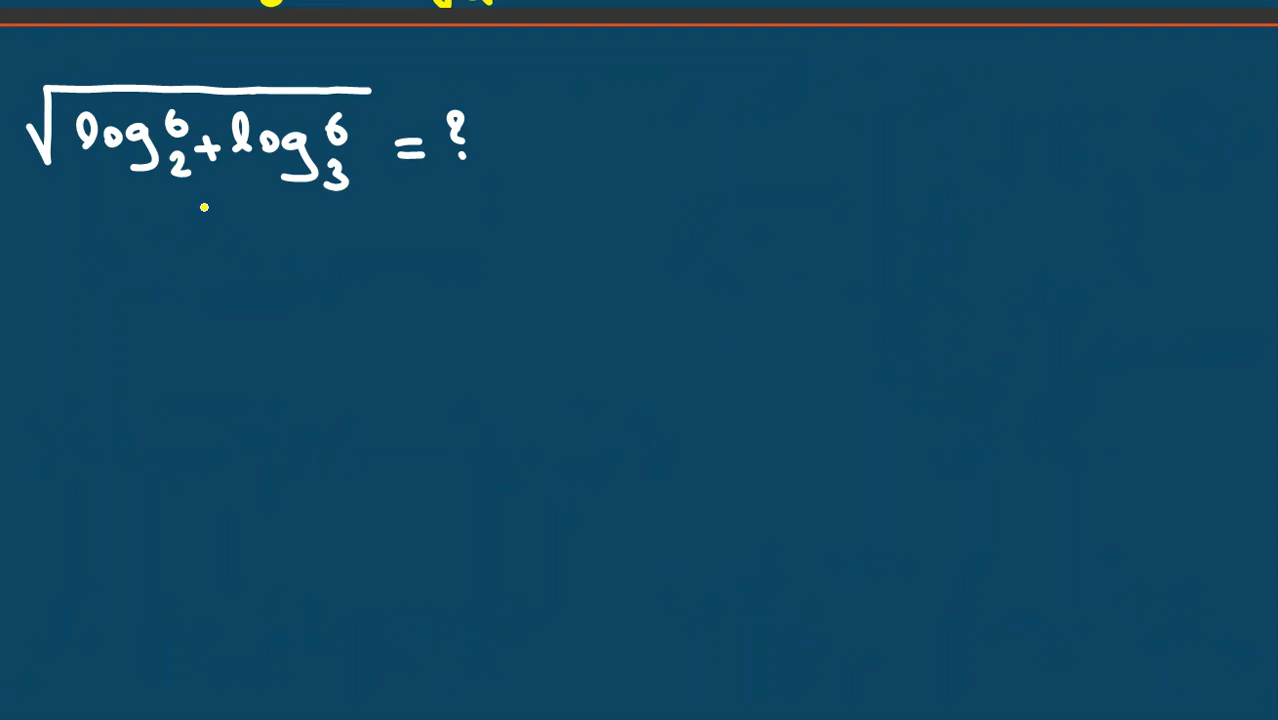 √(log₂⁶ + log₃⁶) = ?